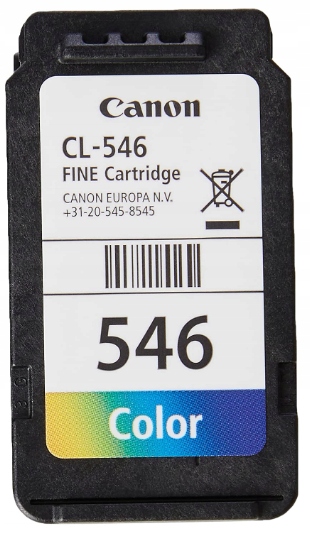 Canon
CL-546
FINE Cartridge
CANON EUROPA N.V.
+31-20-545-8545
546
Color